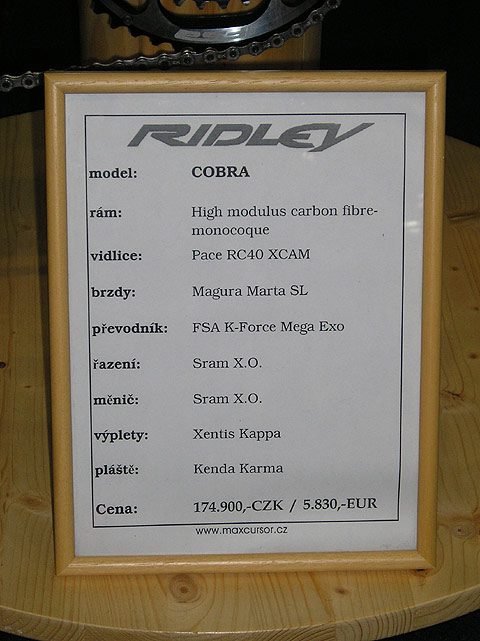 RIDLEY
model: COBRA
rám: High modulus carbon fibre-
monocoque
vidlice: Pace RC40 XCAM
brzdy: Magura Marta SL
převodník: FSA K-Force Mega Exo
řazení: Sram X.O.
měnič: Sram X.O.
výplety: Xentis Kappa
pláště: Kenda Karma
Cena: 174.900,-CZK / 5.830,-EUR
www.maxcursor.cz